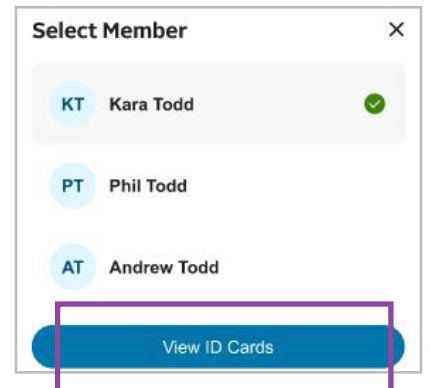 Select Member
KT Kara Todd
PT Phil Todd
AT Andrew Todd
View ID Cards